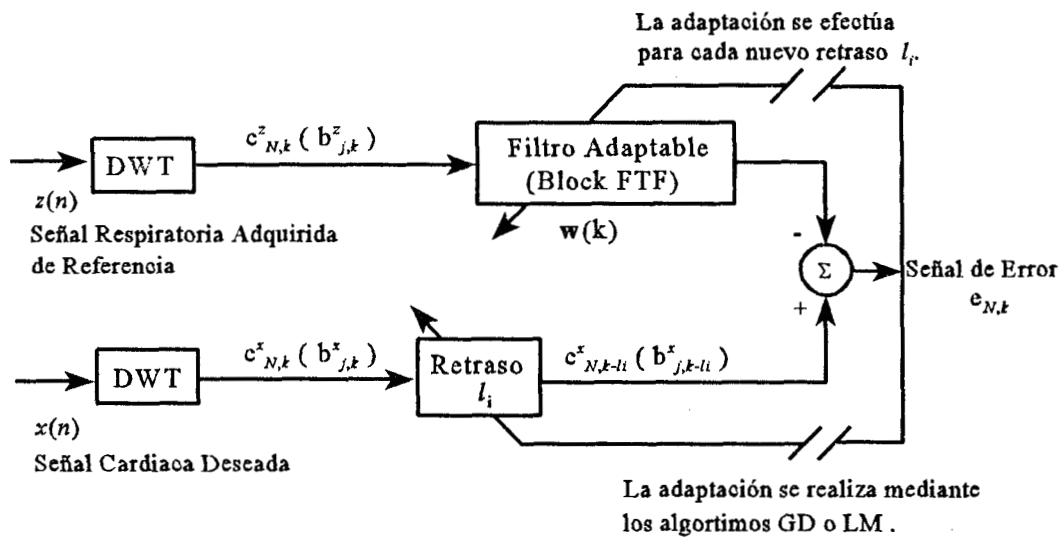 La adaptación se efectúa
para cada nuevo retraso l_i.
c^z_{N,k} ( b^z_{j,k} )
Filtro Adaptable
(Block FTF)
DWT
z(n)
w(k)
Señal Respiratoria Adquirida
de Referencia
-
Σ
Señal de Error
e_{N,k}
+
c^x_{N,k} ( b^x_{j,k} )
c^x_{N,k-li} ( b^x_{j,k-li} )
DWT
Retraso
l_i
x(n)
Señal Cardiaca Deseada
La adaptación se realiza mediante
los algortimos GD o LM .